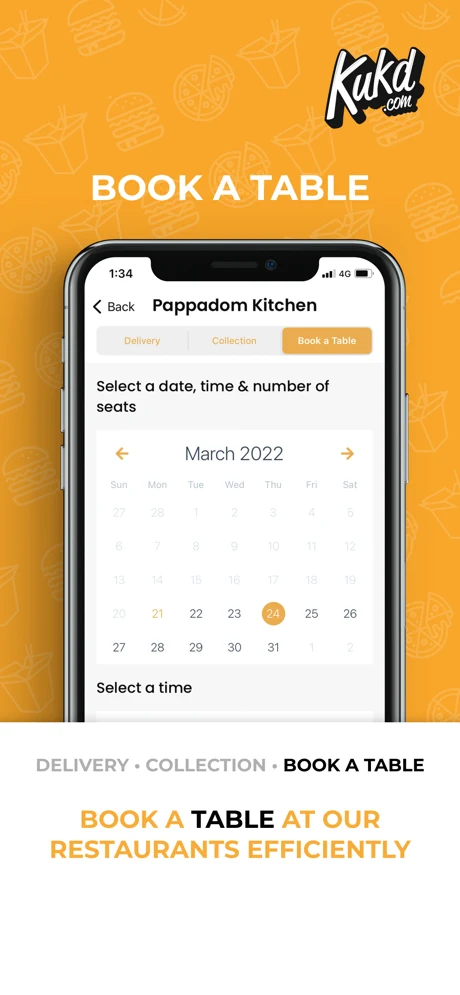 Kukd
.com
BOOK A TABLE
1:34
4G
Back
Pappadom Kitchen
Delivery
Collection
Book a Table
Select a date, time & number of
seats
March 2022
Sun Mon Tue Wed Thu Fri Sat
27 28 1 2 3 4 5
6 7 8 9 10 11 12
13 14 15 16 17 18 19
20 21 22 23 24 25 26
27 28 29 30 31 1 2
Select a time
DELIVERY • COLLECTION • BOOK A TABLE
BOOK A TABLE AT OUR
RESTAURANTS EFFICIENTLY